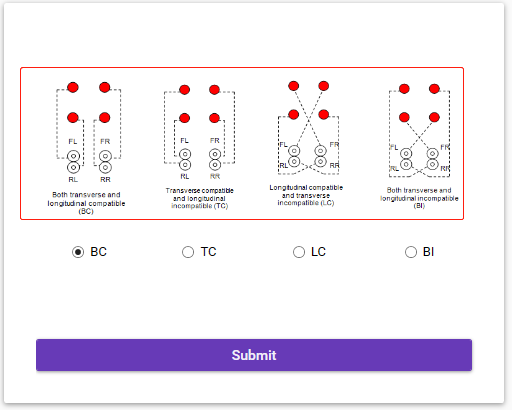 FL FR
RL RR
Both transverse and
longitudinal compatible
(BC)
FL FR
RL RR
Transverse compatible
and longitudinal
incompatible (TC)
FL FR
RL RR
Longitudinal compatible
and transverse
incompatible (LC)
FL FR
RL RR
Both transverse and
longitudinal incompatible
(BI)
BC TC LC BI
Submit